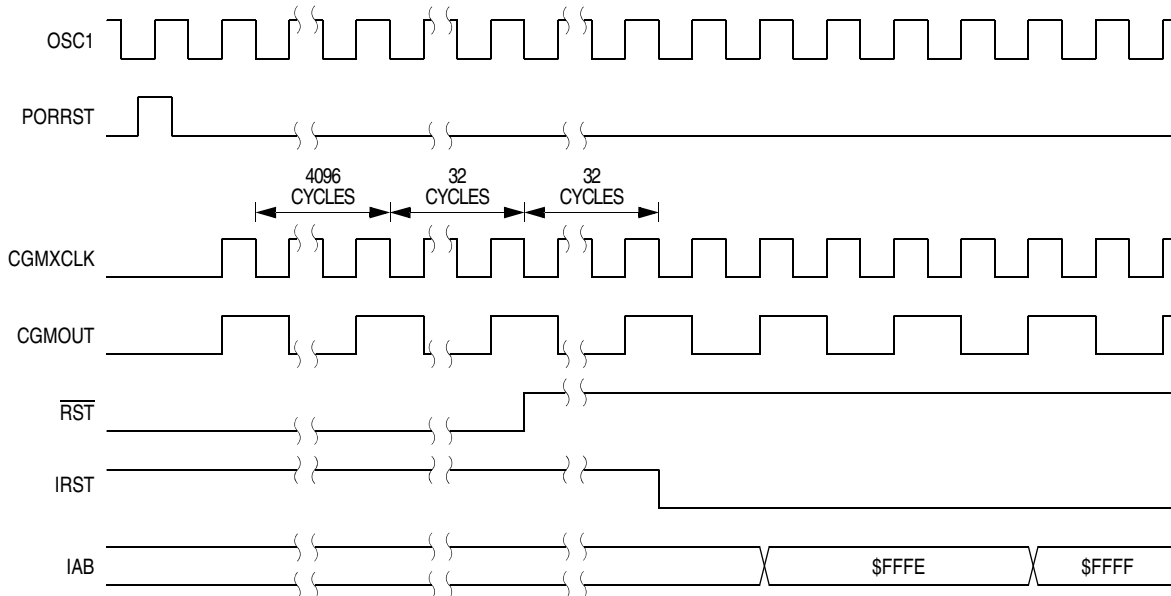 OSC1
PORRST
4096
CYCLES
32
CYCLES
32
CYCLES
CGMXCLK
CGMOUT
RST
IRST
IAB
$FFFE
$FFFF